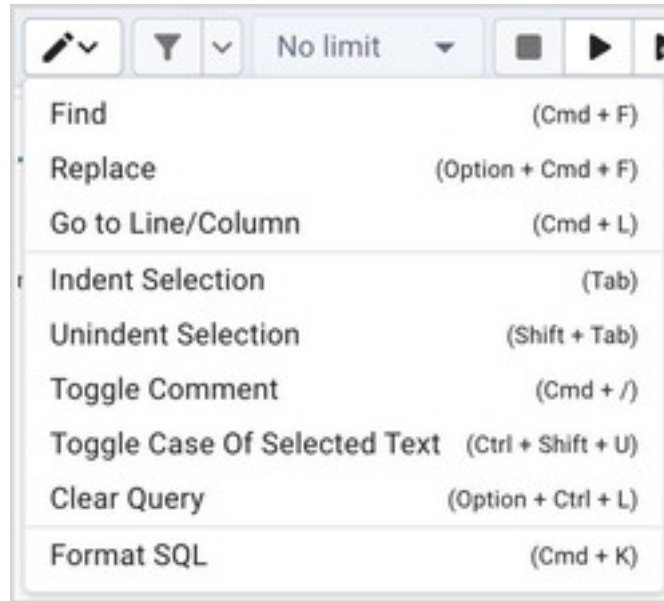 No limit
Find (Cmd + F)
Replace (Option + Cmd + F)
Go to Line/Column (Cmd + L)
Indent Selection (Tab)
Unindent Selection (Shift + Tab)
Toggle Comment (Cmd + /)
Toggle Case Of Selected Text (Ctrl + Shift + U)
Clear Query (Option + Ctrl + L)
Format SQL (Cmd + K)